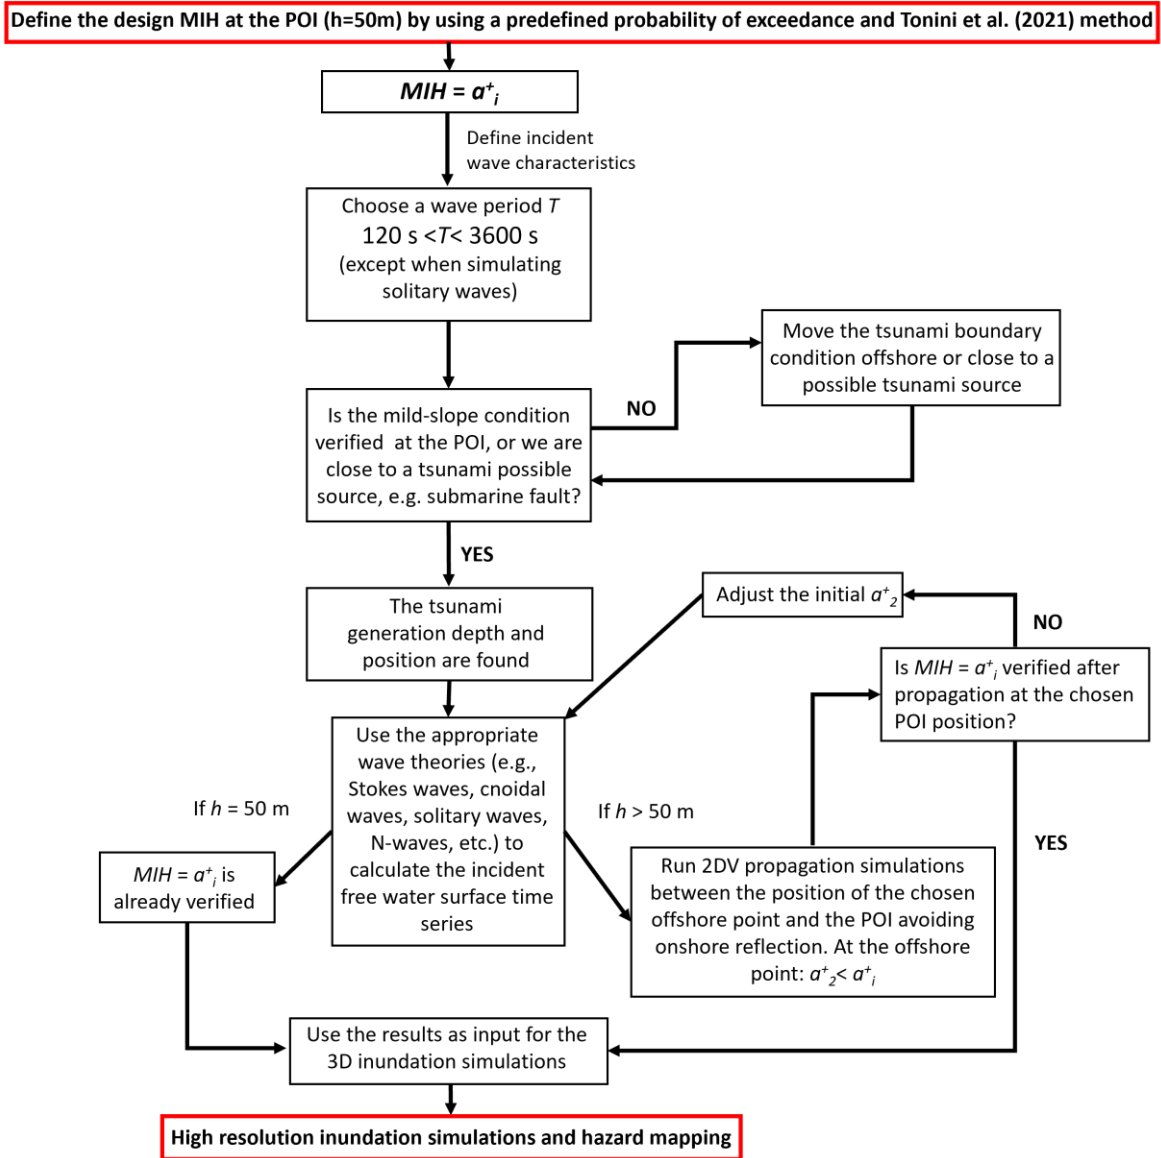 Define the design MIH at the POI (h=50m) by using a predefined probability of exceedance and Tonini et al. (2021) method
MIH = a⁺ᵢ
Define incident
wave characteristics
Choose a wave period T
120 s <T< 3600 s
(except when simulating
solitary waves)
Is the mild-slope condition
verified at the POI, or we are
close to a tsunami possible
source, e.g. submarine fault?
NO
Move the tsunami boundary
condition offshore or close to a
possible tsunami source
YES
The tsunami
generation depth and
position are found
Adjust the initial a⁺₂
NO
Is MIH = a⁺ᵢ verified after
propagation at the chosen
POI position?
YES
Use the appropriate
wave theories (e.g.,
Stokes waves, cnoidal
waves, solitary waves,
N-waves, etc.) to
calculate the incident
free water surface time
series
If h = 50 m
If h > 50 m
MIH = a⁺ᵢ is
already verified
Run 2DV propagation simulations
between the position of the chosen
offshore point and the POI avoiding
onshore reflection. At the offshore
point: a⁺₂< a⁺ᵢ
Use the results as input for the
3D inundation simulations
High resolution inundation simulations and hazard mapping